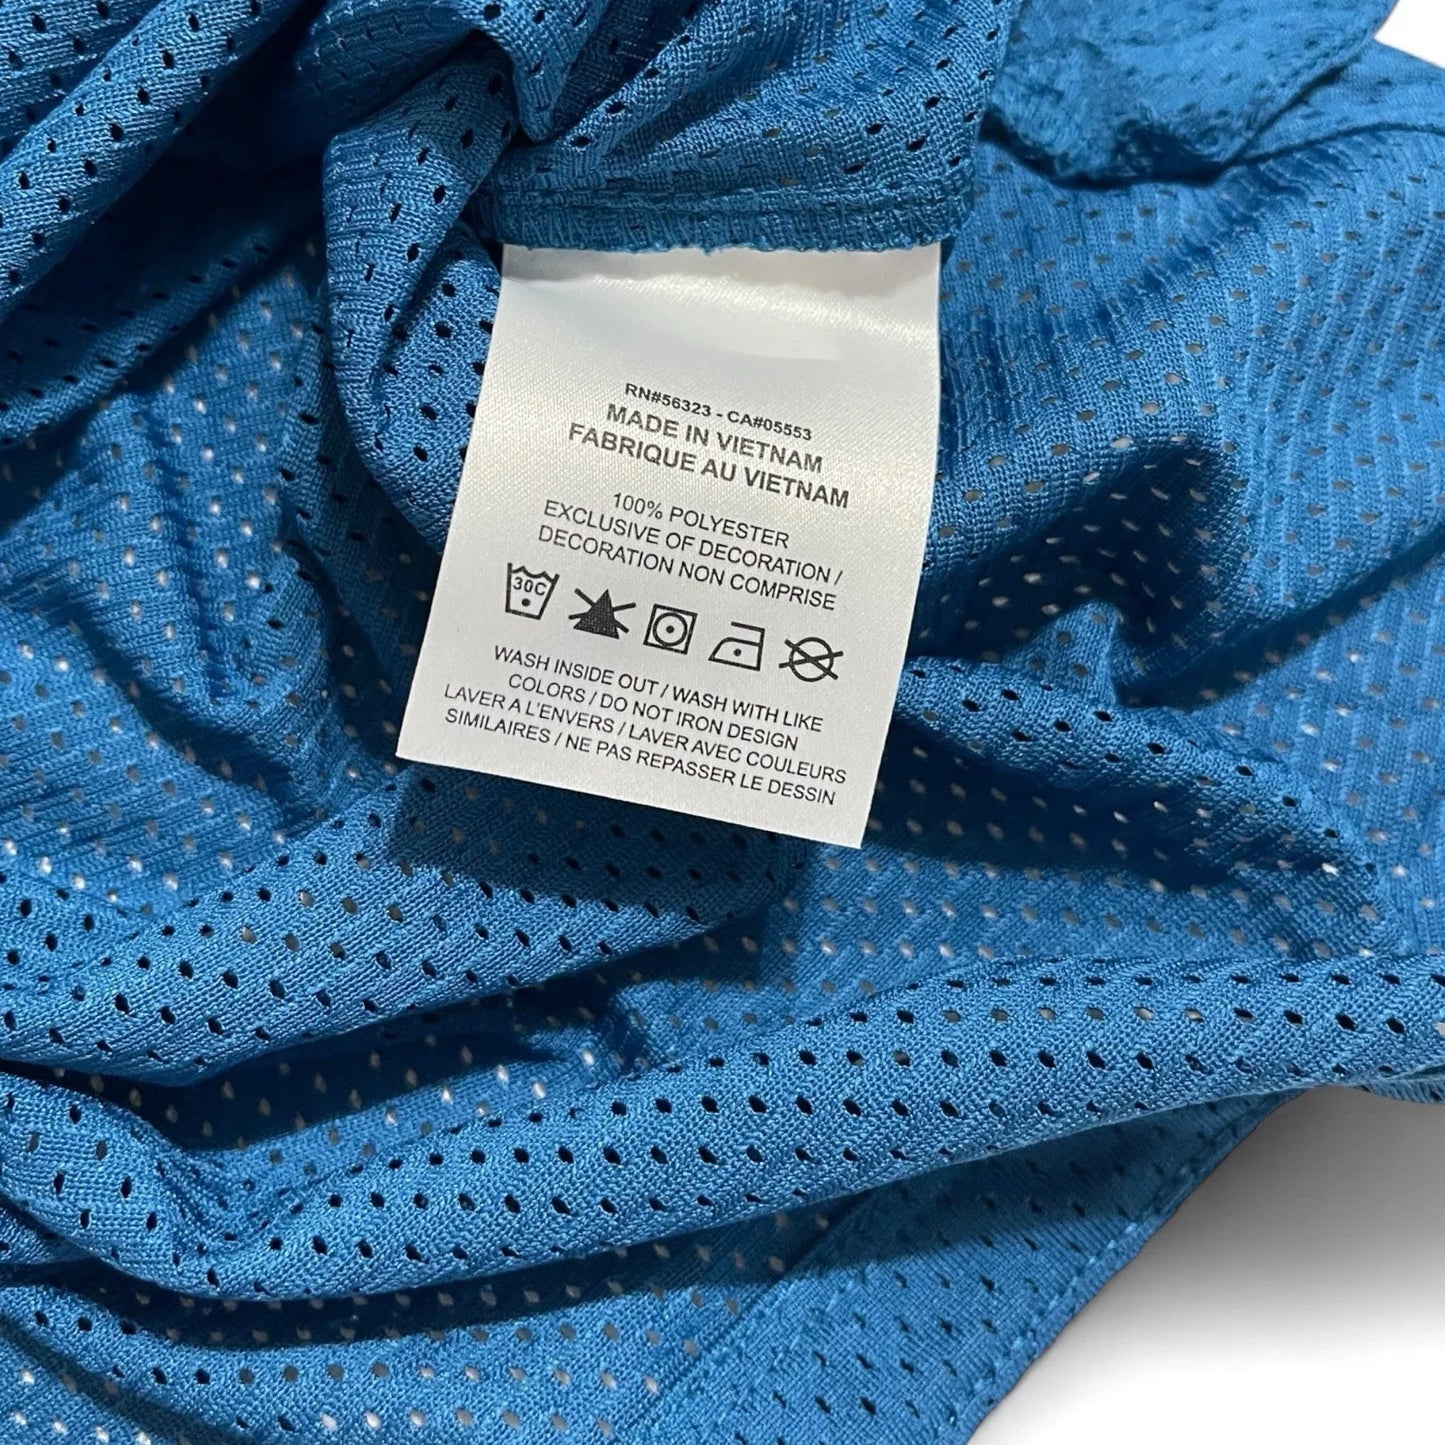 RN#56323 - CA#05553
MADE IN VIETNAM
FABRIQUE AU VIETNAM
100% POLYESTER
EXCLUSIVE OF DECORATION /
DECORATION NON COMPRISE
30C
WASH INSIDE OUT / WASH WITH LIKE
COLORS / DO NOT IRON DESIGN
LAVER A L'ENVERS / LAVER AVEC COULEURS
SIMILAIRES / NE PAS REPASSER LE DESSIN